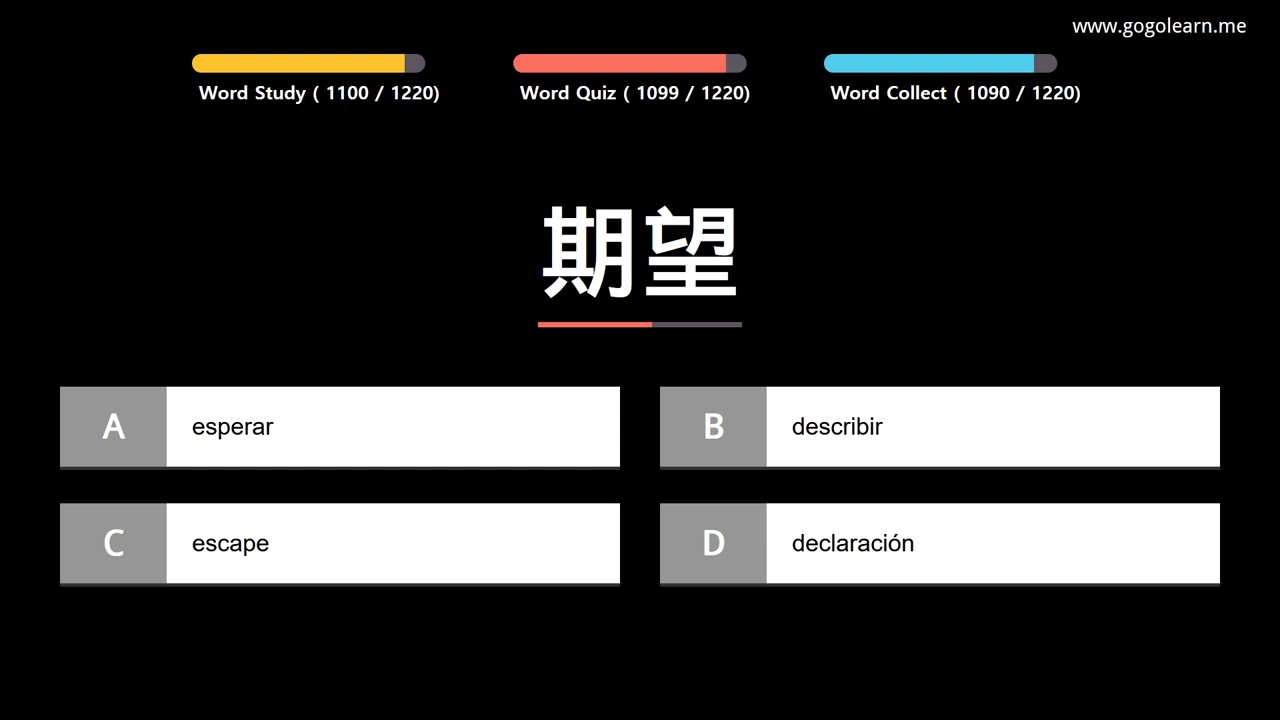 www.gogolearn.me
Word Study ( 1100 / 1220)
Word Quiz ( 1099 / 1220)
Word Collect ( 1090 / 1220)
期望
A esperar
B describir
C escape
D declaración